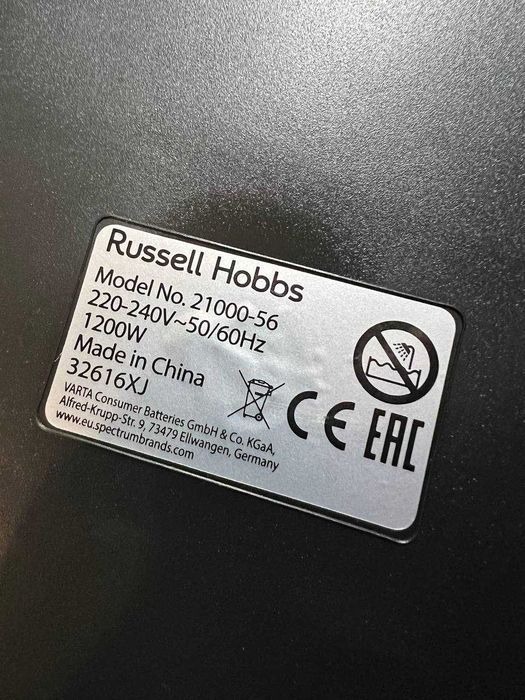 Russell Hobbs
Model No. 21000-56
220-240V~50/60Hz
1200W
Made in China
32616XJ
VARTA Consumer Batteries GmbH & Co. KGaA,
Alfred-Krupp-Str. 9, 73479 Ellwangen, Germany
www.eu.spectrumbrands.com
CE
EAC